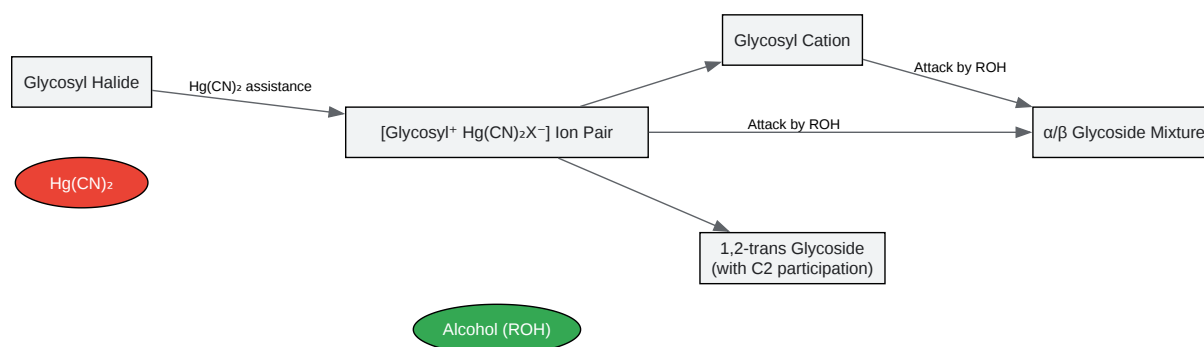 Glycosyl Cation
Attack by ROH
Glycosyl Halide
Hg(CN)₂ assistance
[Glycosyl⁺ Hg(CN)₂X⁻] Ion Pair
Attack by ROH
α/β Glycoside Mixture
Hg(CN)₂
1,2-trans Glycoside
(with C2 participation)
Alcohol (ROH)